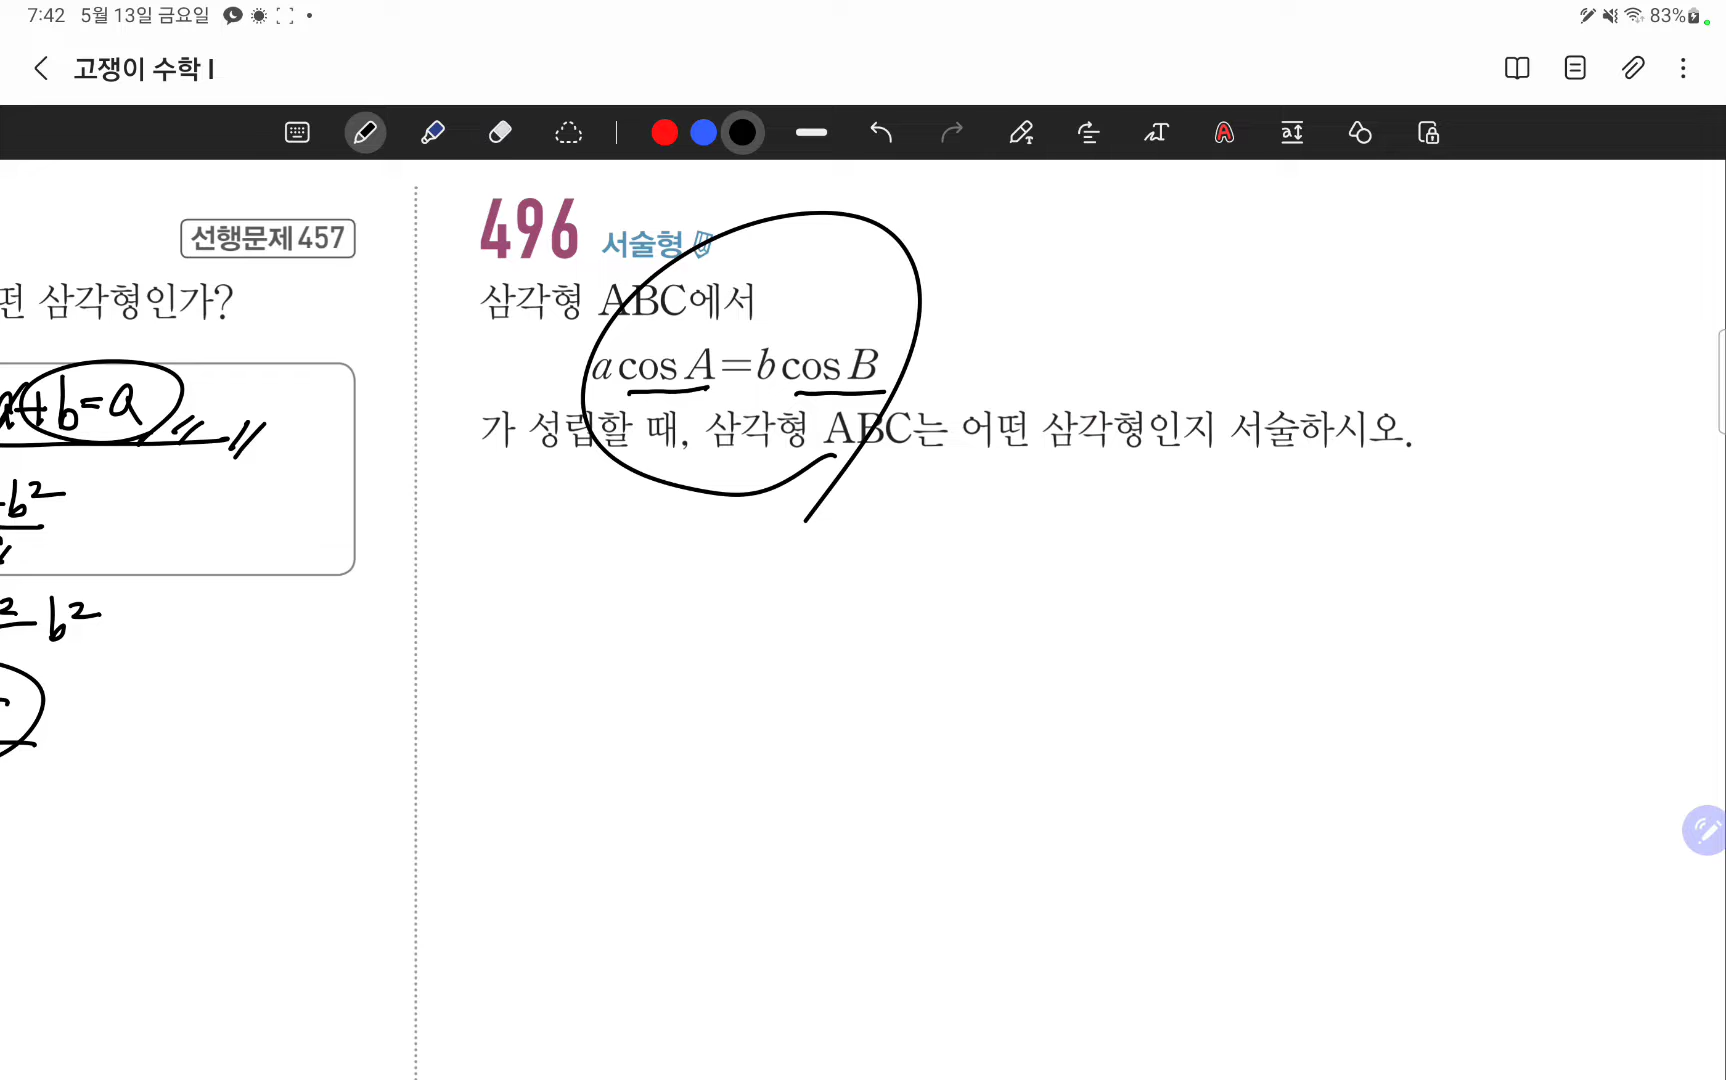 7:42 5월 13일 금요일
83%
고쟁이 수학 I
선행문제 457
떤 삼각형인가?
+b=a
b²
b²
496 서술형
삼각형 ABC에서
a cos A=b cos B
가 성립할 때, 삼각형 ABC는 어떤 삼각형인지 서술하시오.